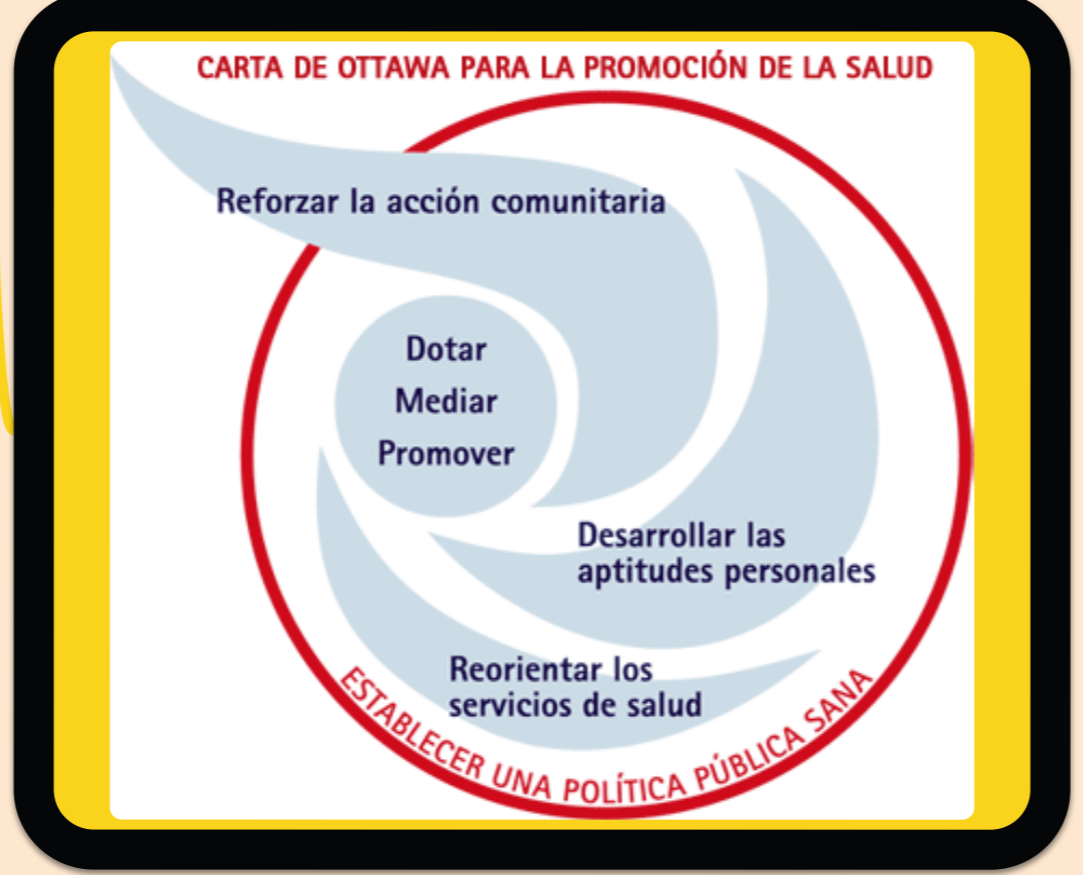 CARTA DE OTTAWA PARA LA PROMOCIÓN DE LA SALUD
Reforzar la acción comunitaria
Dotar
Mediar
Promover
Desarrollar las
aptitudes personales
Reorientar los
servicios de salud
ESTABLECER UNA POLÍTICA PÚBLICA SANA